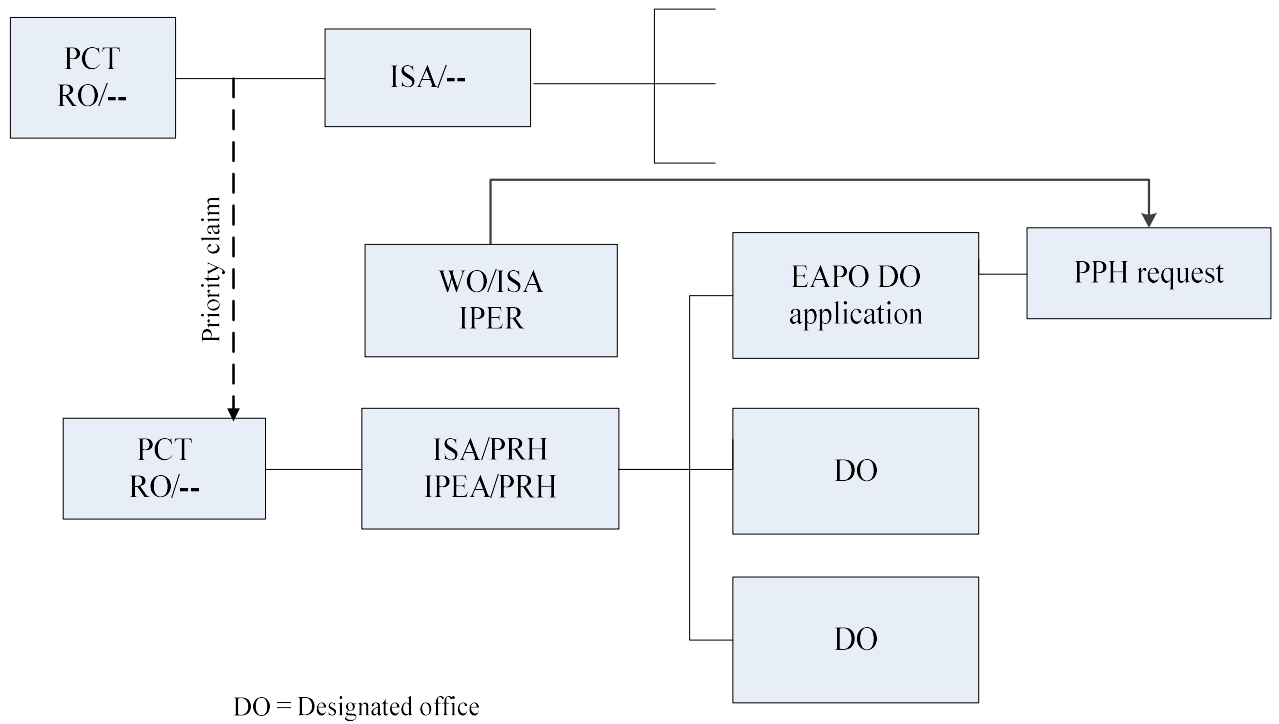 PCT
RO/--
ISA/--
Priority claim
WO/ISA
IPER
EAPO DO
application
PPH request
PCT
RO/--
ISA/PRH
IPEA/PRH
DO
DO
DO = Designated office